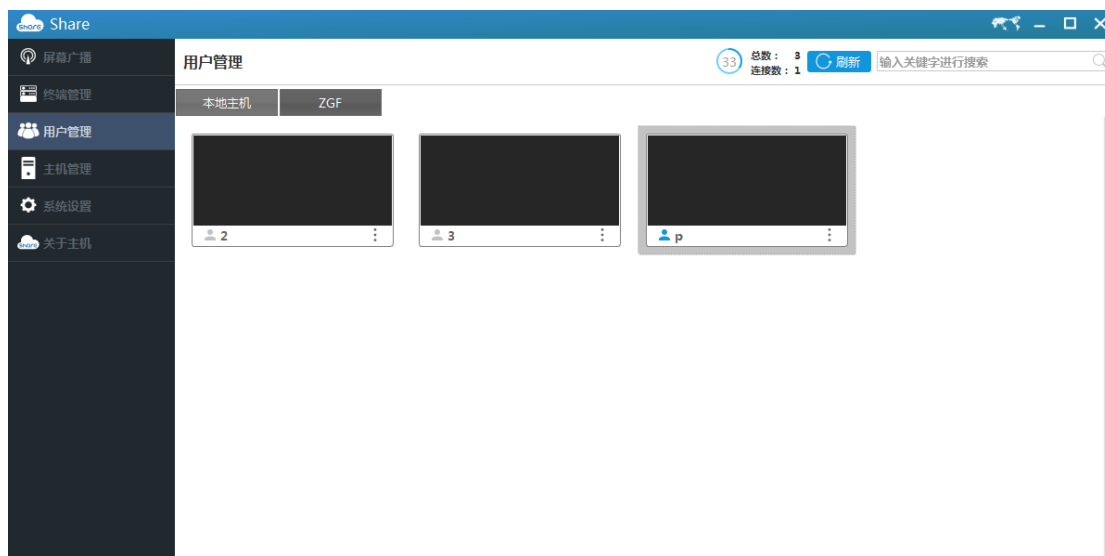 share Share
屏幕广播
终端管理
用户管理
主机管理
系统设置
share 关于主机
用户管理
33
总数： 3
连接数：1
刷新
输入关键字进行搜索
本地主机 ZGF
2 3 p